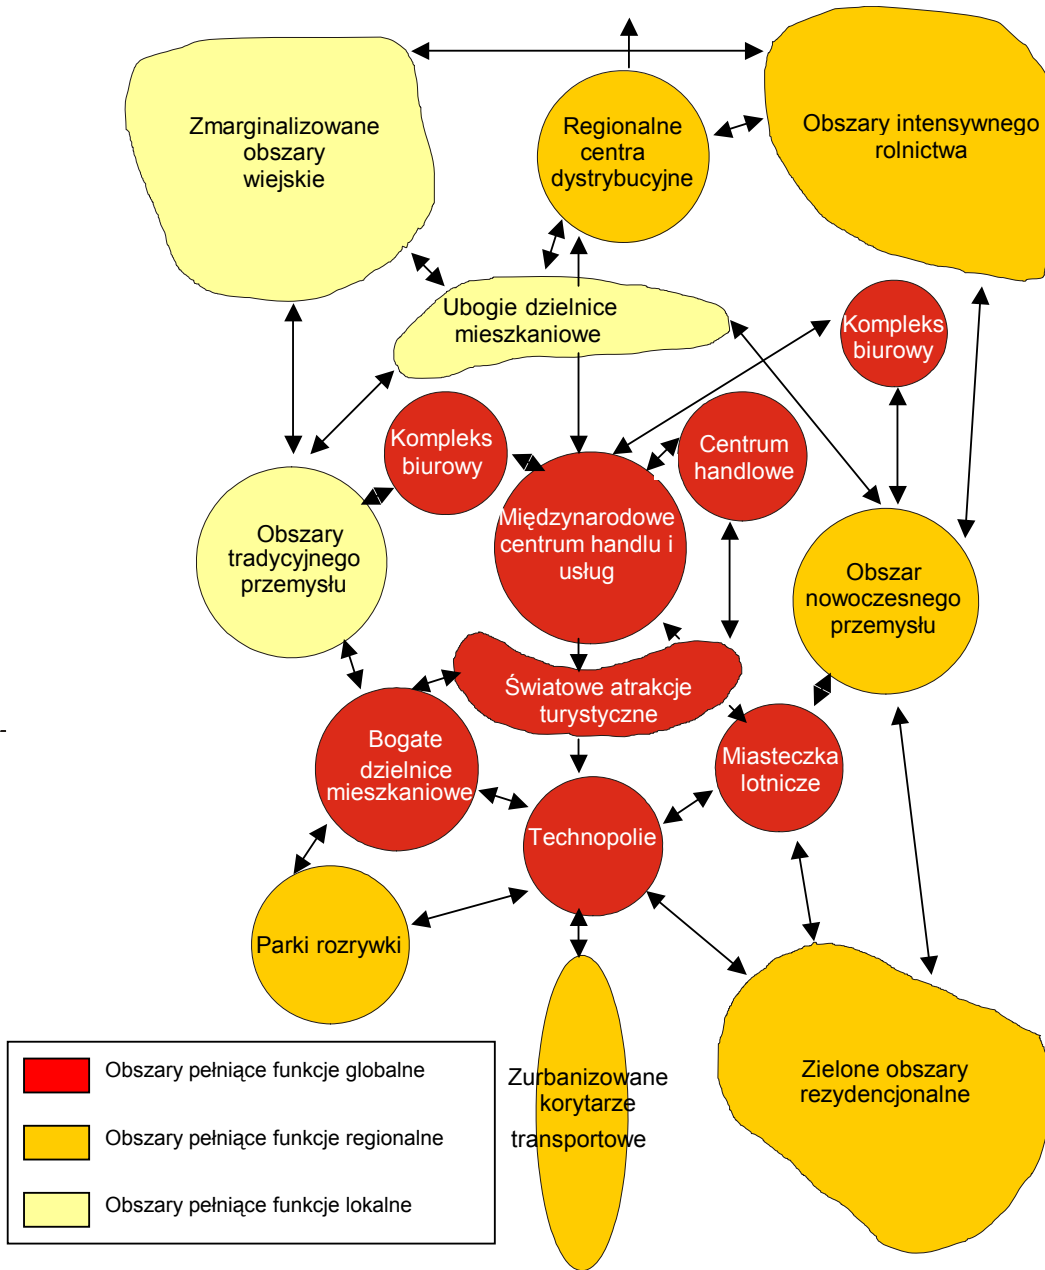 Zmarginalizowane
obszary
wiejskie
Regionalne
centra
dystrybucyjne
Obszary intensywnego
rolnictwa
Ubogie dzielnice
mieszkaniowe
Kompleks
biurowy
Kompleks
biurowy
Centrum
handlowe
Międzynarodowe
centrum handlu i
usług
Obszary
tradycyjnego
przemysłu
Obszar
nowoczesnego
przemysłu
Światowe atrakcje
turystyczne
Bogate
dzielnice
mieszkaniowe
Miasteczka
lotnicze
Technopolie
Parki rozrywki
Zurbanizowane
korytarze
transportowe
Zielone obszary
rezydencjonalne
Obszary pełniące funkcje globalne
Obszary pełniące funkcje regionalne
Obszary pełniące funkcje lokalne
-